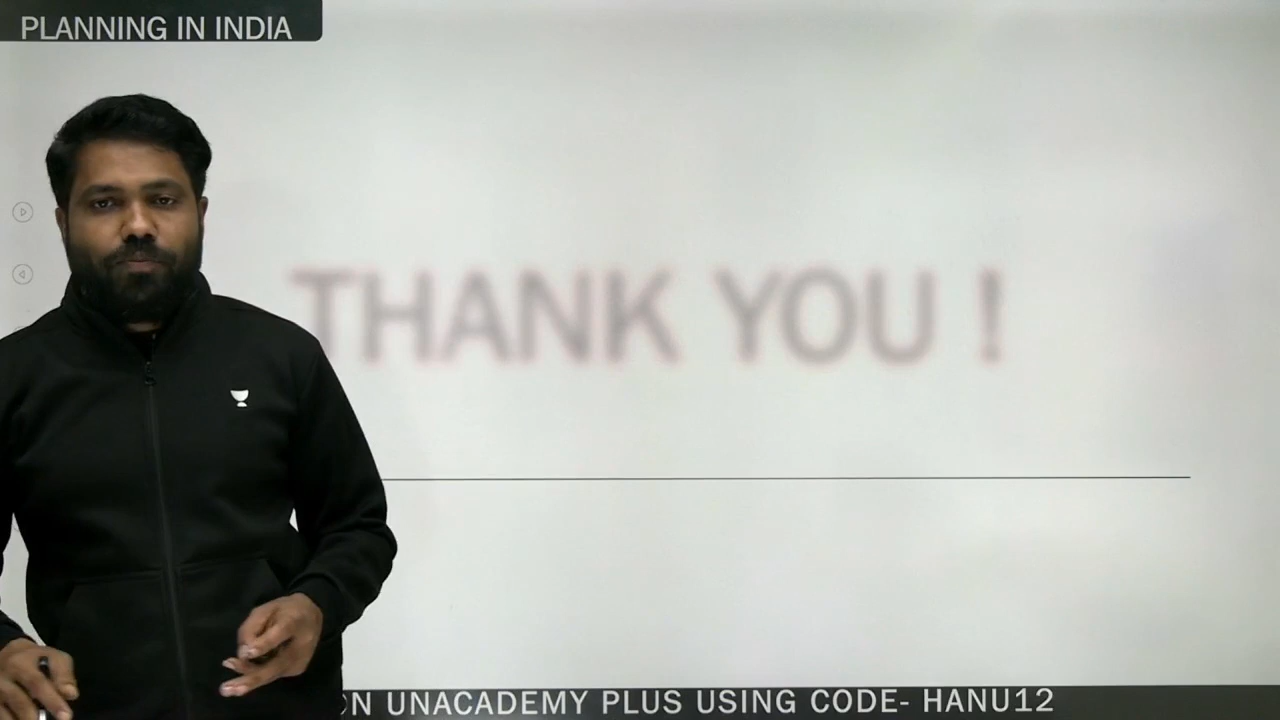 PLANNING IN INDIA
THANK YOU !
UNACADEMY PLUS USING CODE- HANU12